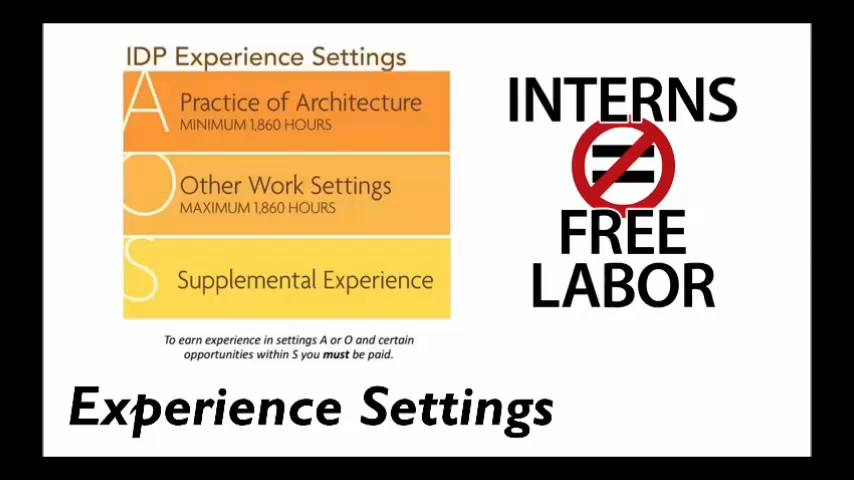 IDP Experience Settings
A
Practice of Architecture
MINIMUM 1,860 HOURS
O
Other Work Settings
MAXIMUM 1,860 HOURS
S
Supplemental Experience
To earn experience in settings A or O and certain
opportunities within S you must be paid.
INTERNS
=
FREE
LABOR
Experience Settings